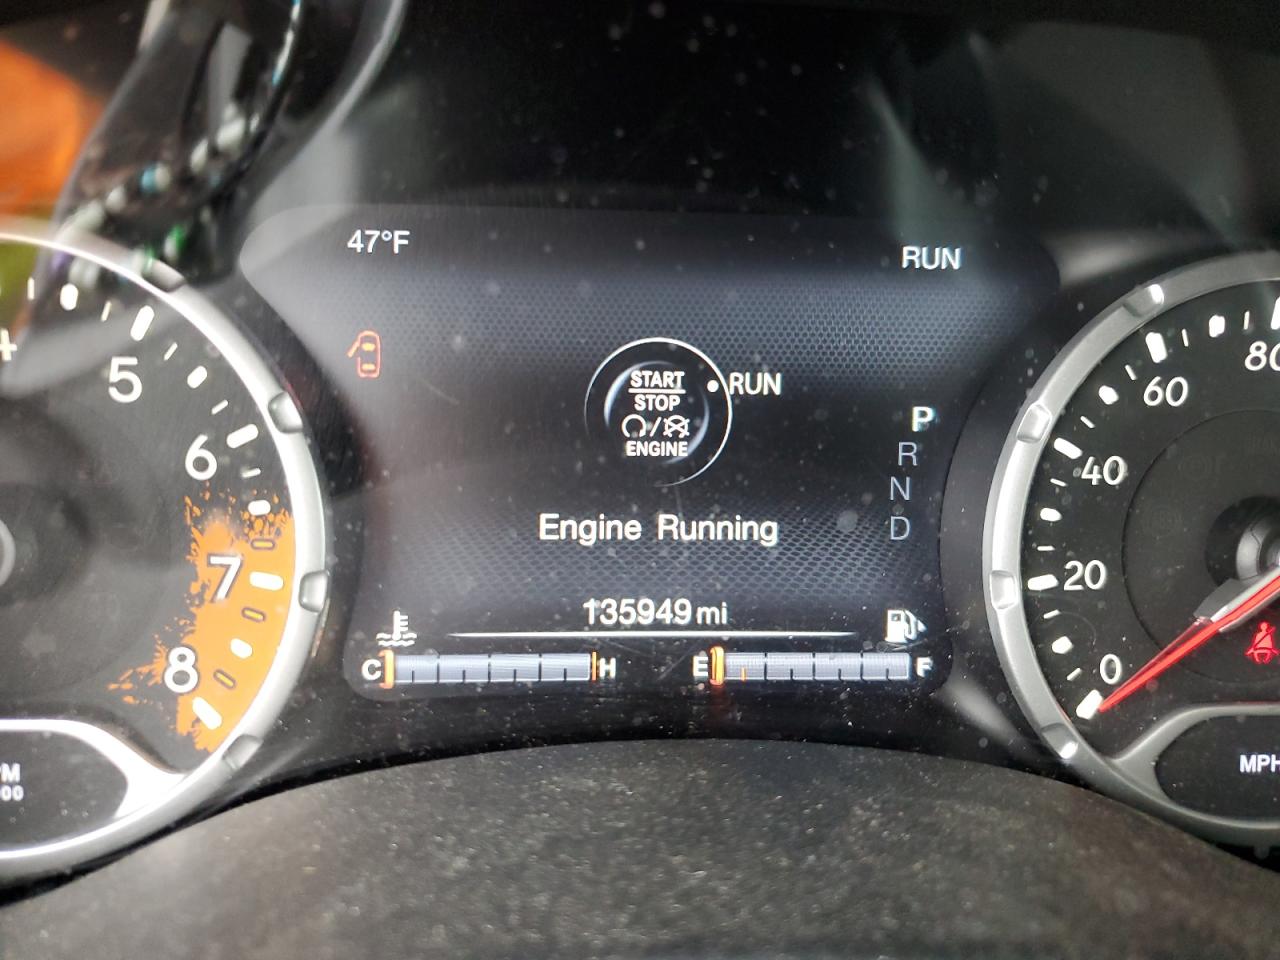 47°F
RUN
START
STOP
ENGINE
RUN
P
R
N
D
Engine Running
135949 mi
C
H
E
F
5
6
7
8
80
60
40
20
0
MPH